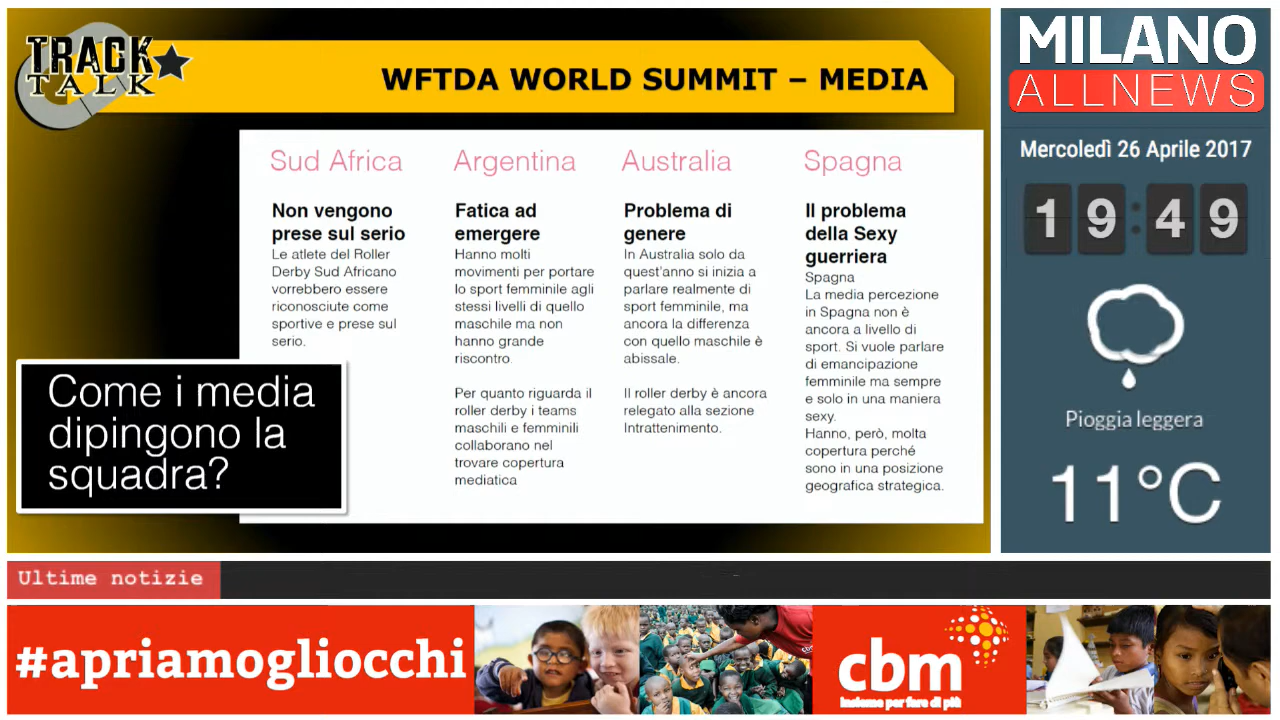 TRACK
TALK
WFTDA WORLD SUMMIT – MEDIA
Sud Africa
Non vengono
prese sul serio
Le atlete del Roller
Derby Sud Africano
vorrebbero essere
riconosciute come
sportive e prese sul
serio.
Argentina
Fatica ad
emergere
Hanno molti
movimenti per portare
lo sport femminile agli
stessi livelli di quello
maschile ma non
hanno grande
riscontro.
Per quanto riguarda il
roller derby i teams
maschili e femminili
collaborano nel
trovare copertura
mediatica
Australia
Problema di
genere
In Australia solo da
quest'anno si inizia a
parlare realmente di
sport femminile, ma
ancora la differenza
con quello maschile è
abissale.
Il roller derby è ancora
relegato alla sezione
Intrattenimento.
Spagna
Il problema
della Sexy
guerriera
Spagna
La media percezione
in Spagna non è
ancora a livello di
sport. Si vuole parlare
di emancipazione
femminile ma sempre
e solo in una maniera
sexy.
Hanno, però, molta
copertura perché
sono in una posizione
geografica strategica.
Come i media
dipingono la
squadra?
MILANO
ALLNEWS
Mercoledì 26 Aprile 2017
19:49
Pioggia leggera
11°C
Ultime notizie
#apriamogliocchi
cbm
insieme per fare di più